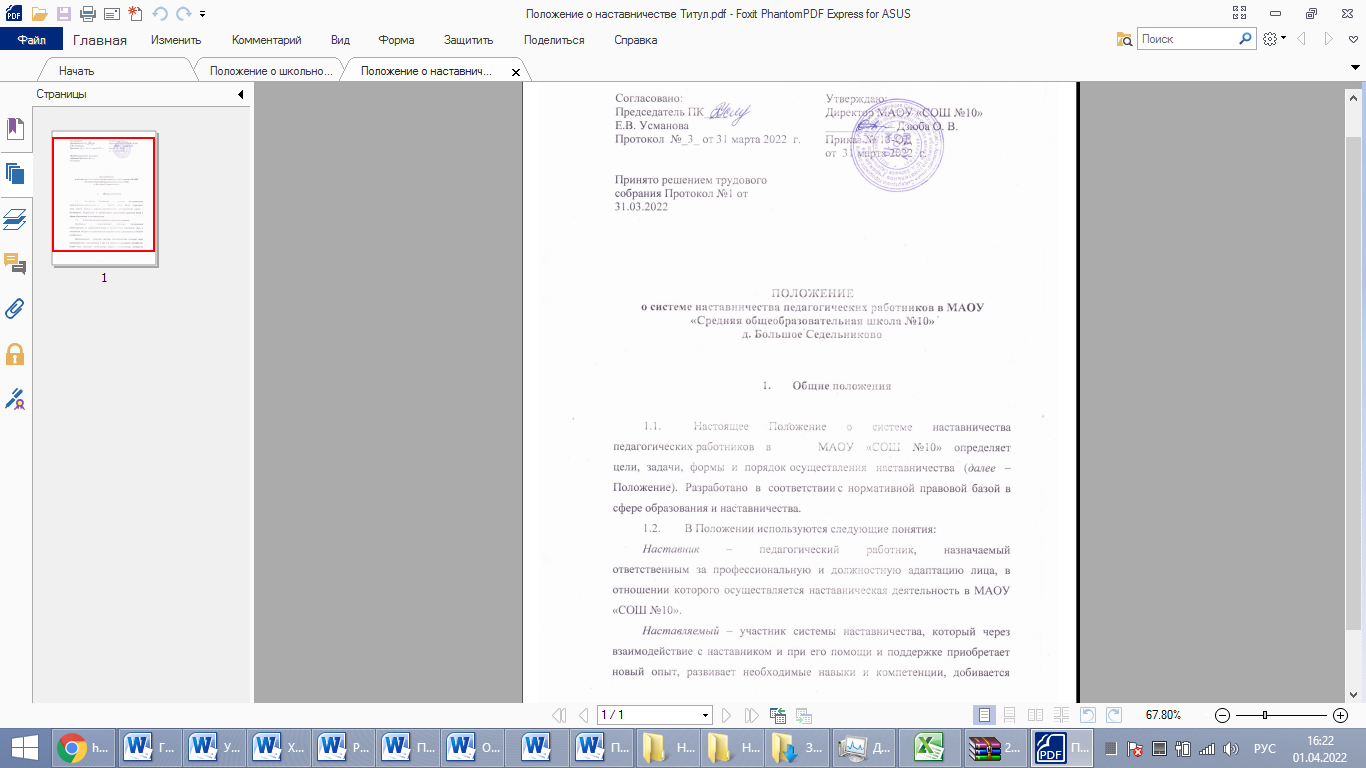 Положение о наставничестве Титул.pdf - Foxit PhantomPDF Express for ASUS
Файл Главная Изменить Комментарий Вид Форма Защитить Поделиться Справка Поиск
Начать Положение о школьно... Положение о наставнич...
Страницы
1
Согласовано:
Председатель ПК
Е.В. Усманова
Протокол №_3_ от 31 марта 2022 г.
Утверждаю:
Директор МАОУ «СОШ №10»
Дзюба О. В.
от 31 марта 2022 г.
Принято решением трудового
собрания Протокол №1 от
31.03.2022
ПОЛОЖЕНИЕ
о системе наставничества педагогических работников в МАОУ
«Средняя общеобразовательная школа №10»
д. Большое Седельниково
1. Общие положения
1.1. Настоящее Положение о системе наставничества
педагогических работников в МАОУ «СОШ №10» определяет
цели, задачи, формы и порядок осуществления наставничества (далее –
Положение). Разработано в соответствии с нормативной правовой базой в
сфере образования и наставничества.
1.2. В Положении используются следующие понятия:
Наставник – педагогический работник, назначаемый
ответственным за профессиональную и должностную адаптацию лица, в
отношении которого осуществляется наставническая деятельность в МАОУ
«СОШ №10».
Наставляемый – участник системы наставничества, который через
взаимодействие с наставником и при его помощи и поддержке приобретает
новый опыт, развивает необходимые навыки и компетенции, добивается
1 / 1
67.80%
h... Г... У... Х... Р... П... О... П... Н... Н... З... Д... 2... П...
РУС
16:22
01.04.2022